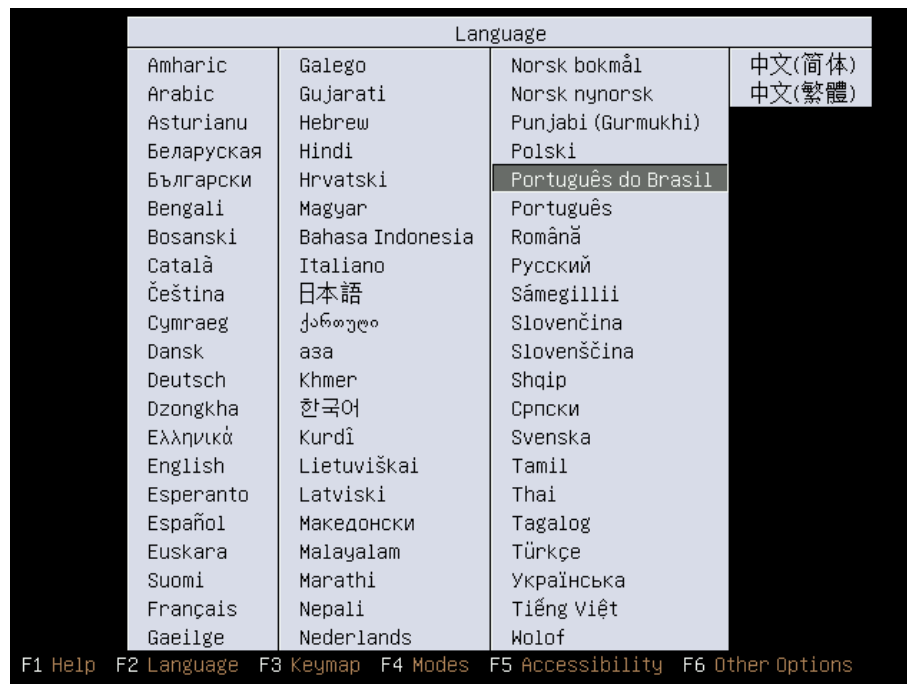 Language
Amharic
Arabic
Asturianu
Беларуская
Български
Bengali
Bosanski
Català
Čeština
Cymraeg
Dansk
Deutsch
Dzongkha
Ελληνικά
English
Esperanto
Español
Euskara
Suomi
Français
Gaeilge
Galego
Gujarati
Hebrew
Hindi
Hrvatski
Magyar
Bahasa Indonesia
Italiano
日本語
ქართული
аза
Khmer
한국어
Kurdî
Lietuviškai
Latviski
Македонски
Malayalam
Marathi
Nepali
Nederlands
Norsk bokmål
Norsk nynorsk
Punjabi (Gurmukhi)
Polski
Português do Brasil
Português
Română
Русский
Sámegillii
Slovenčina
Slovenščina
Shqip
Српски
Svenska
Tamil
Thai
Tagalog
Türkçe
Українська
Tiếng Việt
Wolof
中文(简体)
中文(繁體)
F1 Help F2 Language F3 Keymap F4 Modes F5 Accessibility F6 Other Options